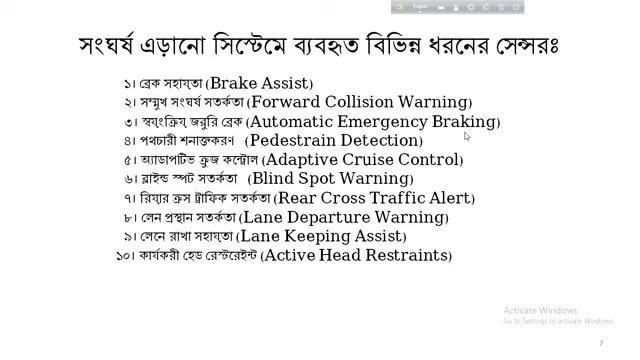 English
সংঘর্ষ এড়ানো সিস্টেমে ব্যবহৃত বিভিন্ন ধরনের সেন্সরঃ
১। ব্রেক সহায্তা (Brake Assist)
২। সম্মুখ সংঘর্ষ সতর্কতা (Forward Collision Warning)
৩। স্বয্ংক্রিয্ জরুরি ব্রেক (Automatic Emergency Braking)
৪। পথচারী শনাক্তকরণ (Pedestrain Detection)
৫। অ্যাডাপটিভ ক্রুজ কন্ট্রোল (Adaptive Cruise Control)
৬। ব্লাইন্ড স্পট সতর্কতা (Blind Spot Warning)
৭। রিয্যর ক্রস ট্রাফিক সতর্কতা (Rear Cross Traffic Alert)
৮। লেন প্রস্থান সতর্কতা (Lane Departure Warning)
৯। লেনে রাখা সহায্তা (Lane Keeping Assist)
১০। কার্যকরী হেড রেস্টরেইন্ট (Active Head Restraints)
Activate Windows
Go to Settings to activate Windows
7